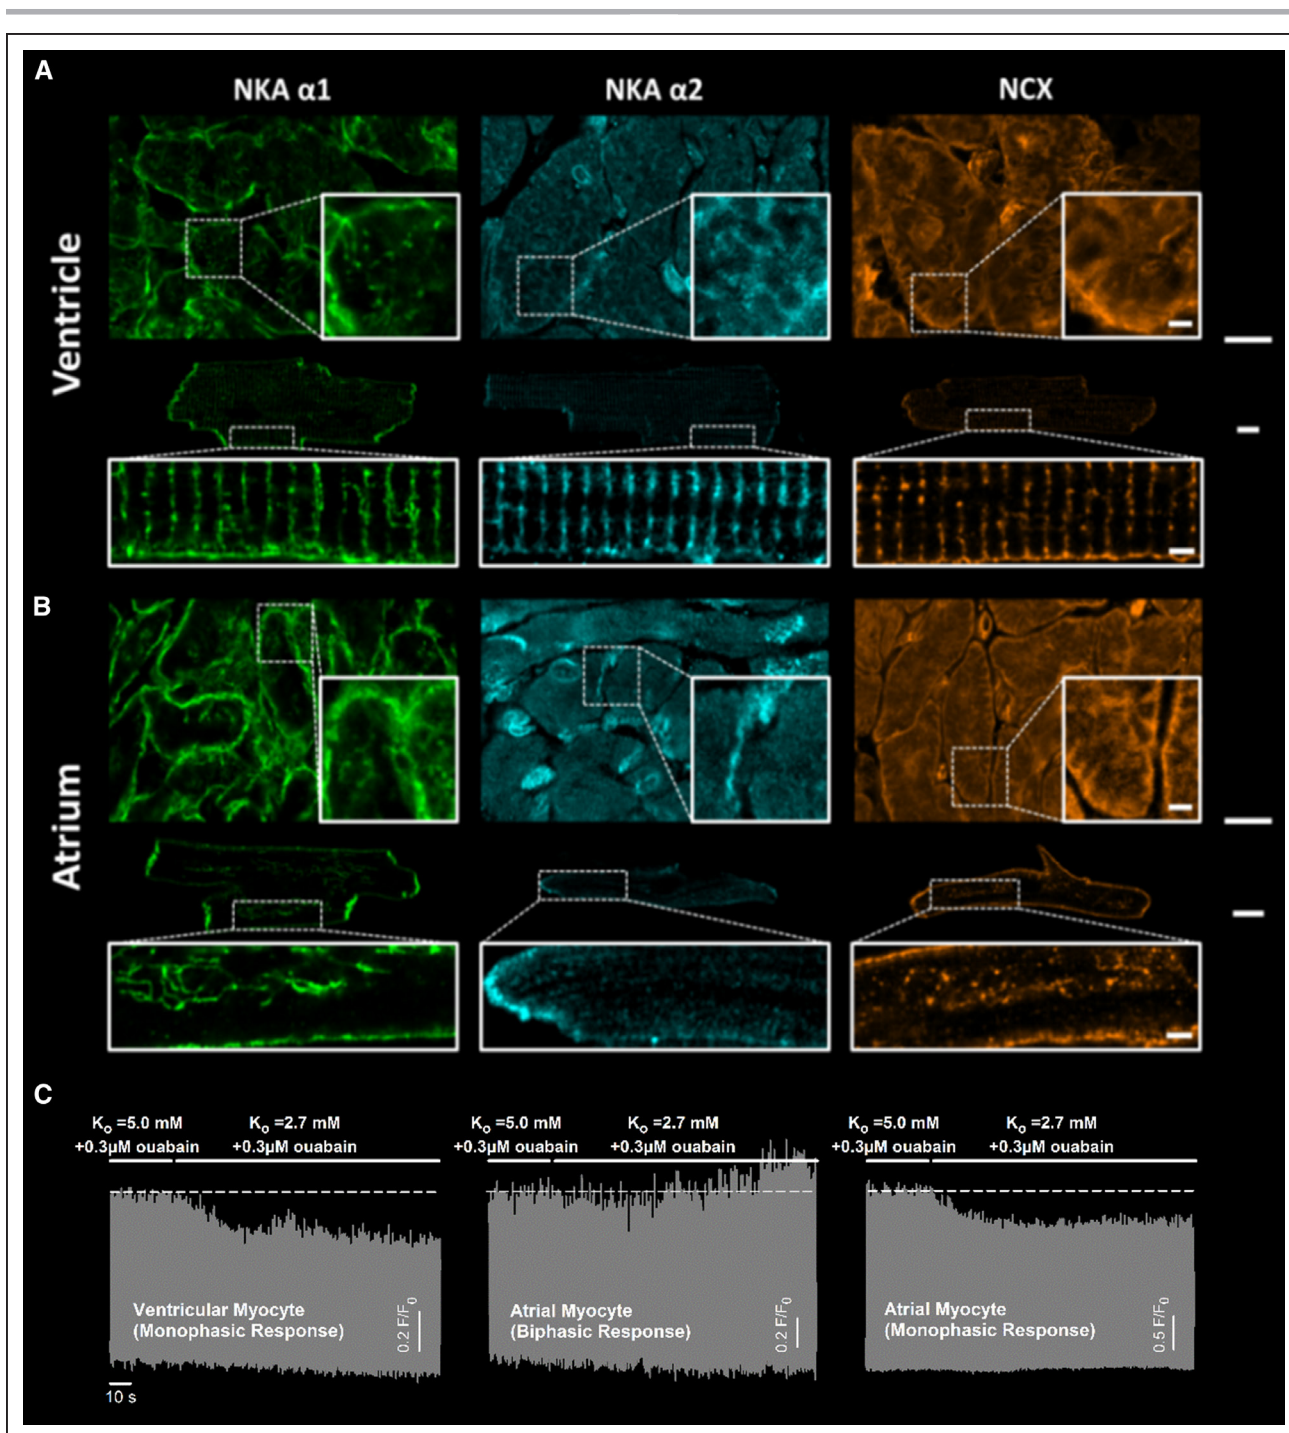 A
NKA α1 NKA α2 NCX
Ventricle
B
Atrium
C
Ko =5.0 mM Ko =2.7 mM Ko =5.0 mM Ko =2.7 mM Ko =5.0 mM Ko =2.7 mM
+0.3µM ouabain +0.3µM ouabain +0.3µM ouabain +0.3µM ouabain +0.3µM ouabain +0.3µM ouabain
Ventricular Myocyte
(Monophasic Response)
0.2 F/F0
Atrial Myocyte
(Biphasic Response)
0.2 F/F0
Atrial Myocyte
(Monophasic Response)
0.5 F/F0
10 s